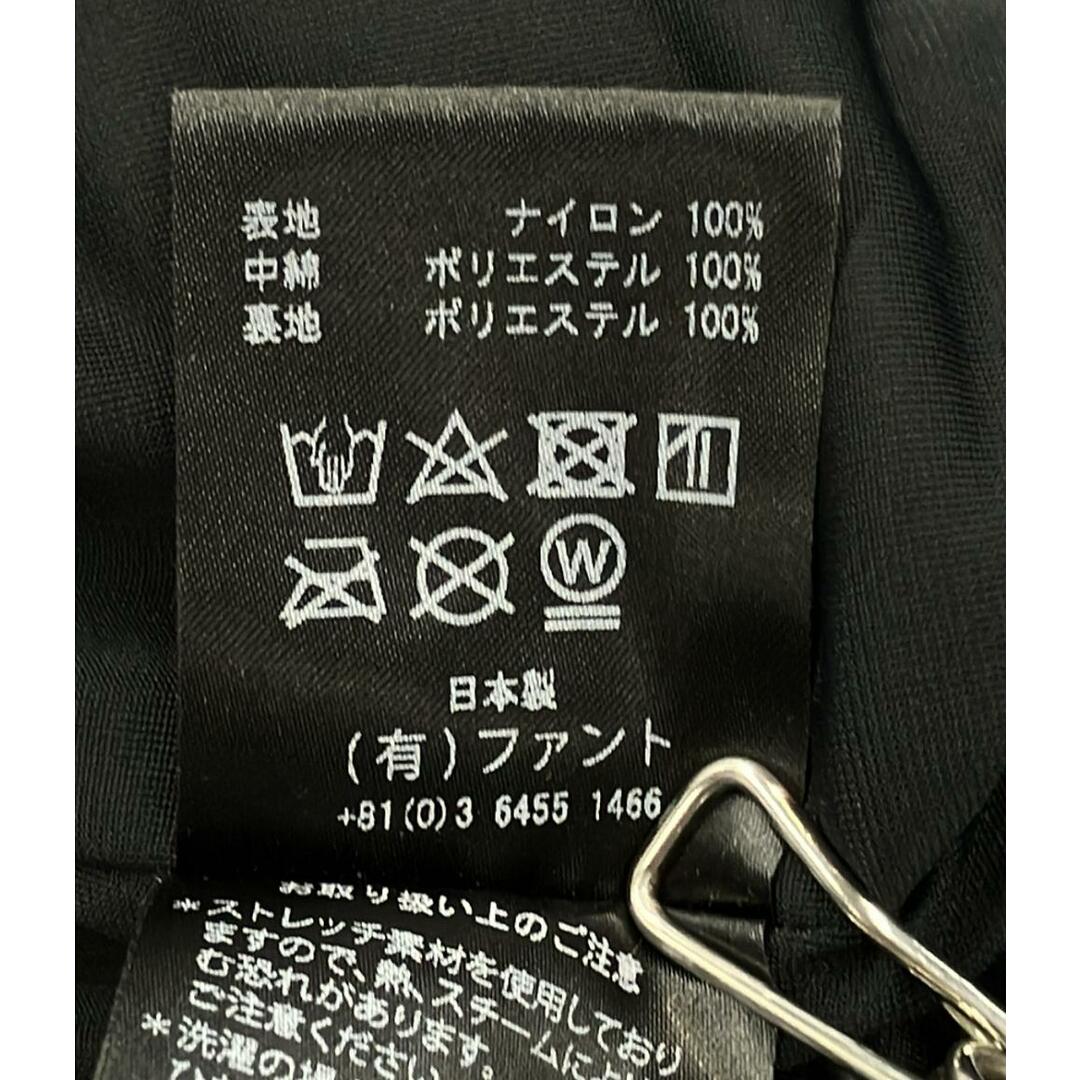 表地 ナイロン 100%
中綿 ポリエステル 100%
裏地 ポリエステル 100%
W
日本製
(有)ファント
+81(0)3 6455 1466
お取り扱い上のご注意
*ストレッチ素材を使用しており
ますので、熱、スチームにより
む恐れがあります。
ご注意ください
*洗濯の場